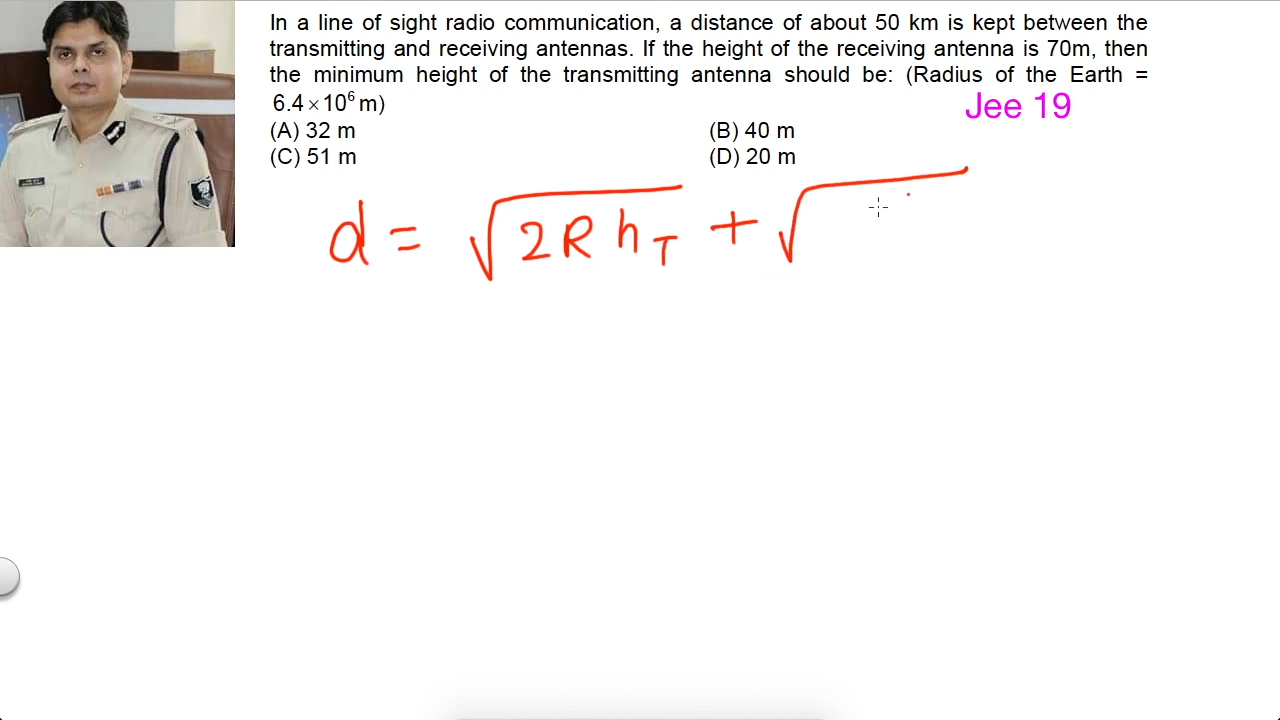 In a line of sight radio communication, a distance of about 50 km is kept between the
transmitting and receiving antennas. If the height of the receiving antenna is 70m, then
the minimum height of the transmitting antenna should be: (Radius of the Earth =
6.4×10⁶ m)
Jee 19
(A) 32 m (B) 40 m
(C) 51 m (D) 20 m
d = √2R h_T + √